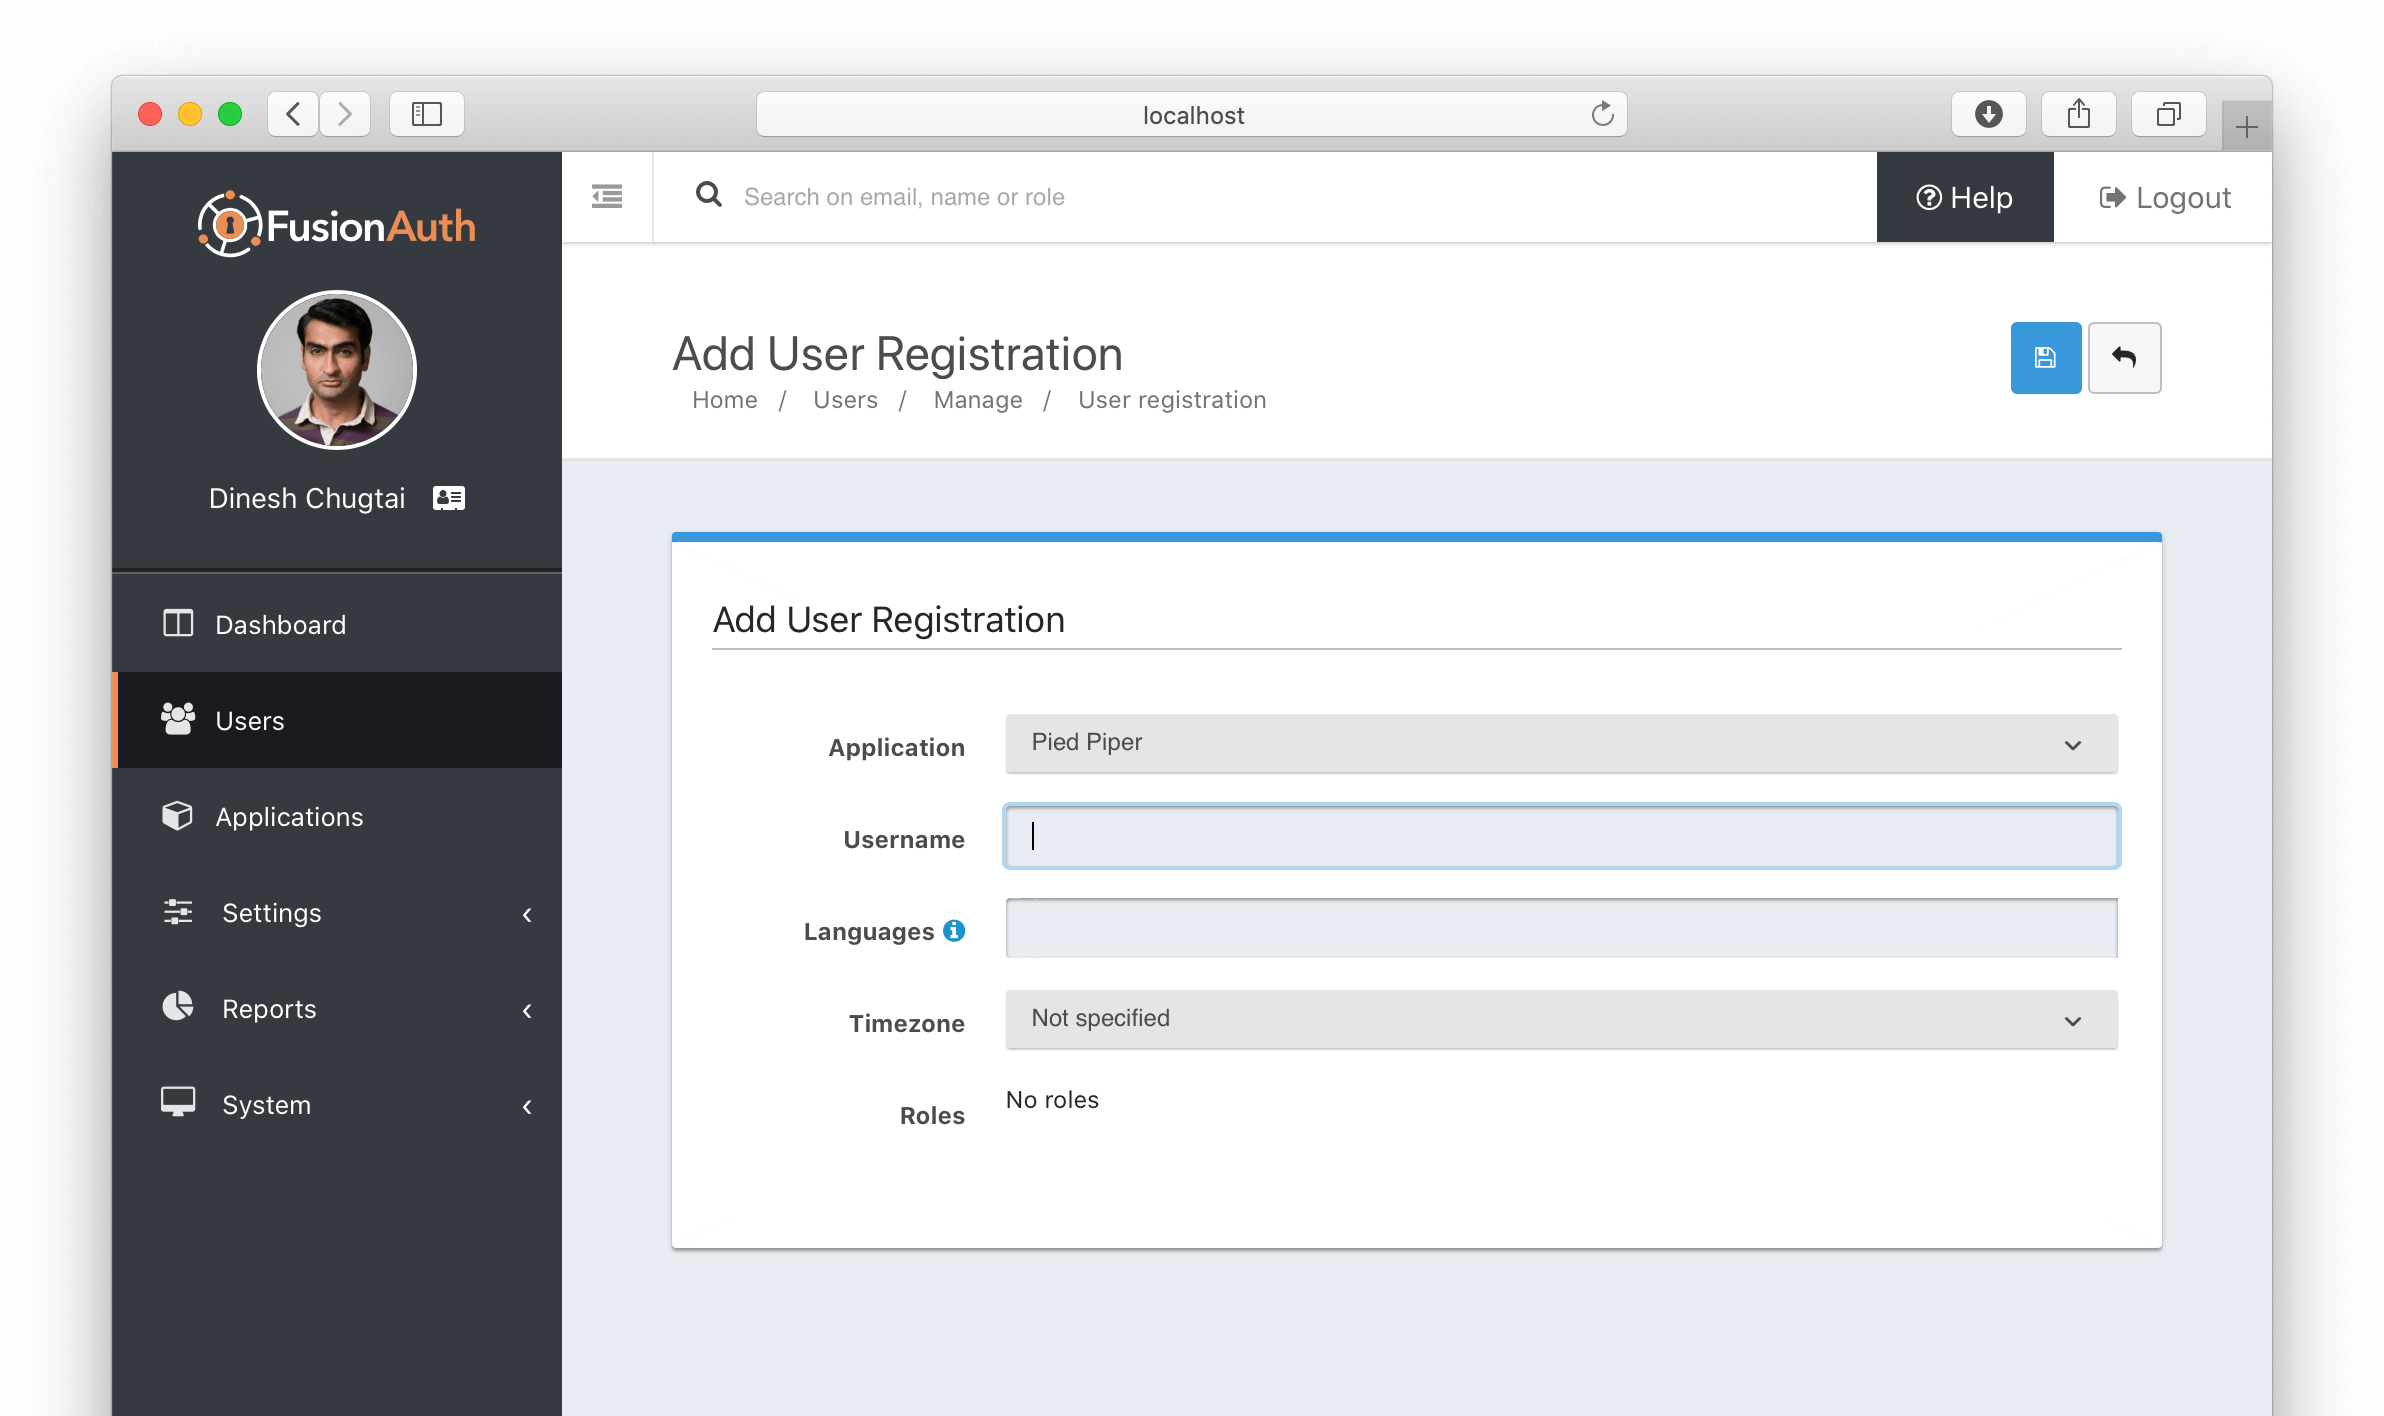 localhost
FusionAuth
Search on email, name or role
Help
Logout
Dinesh Chugtai
Dashboard
Users
Applications
Settings
Reports
System
Add User Registration
Home / Users / Manage / User registration
Add User Registration
Application Pied Piper
Username
Languages
Timezone Not specified
Roles No roles